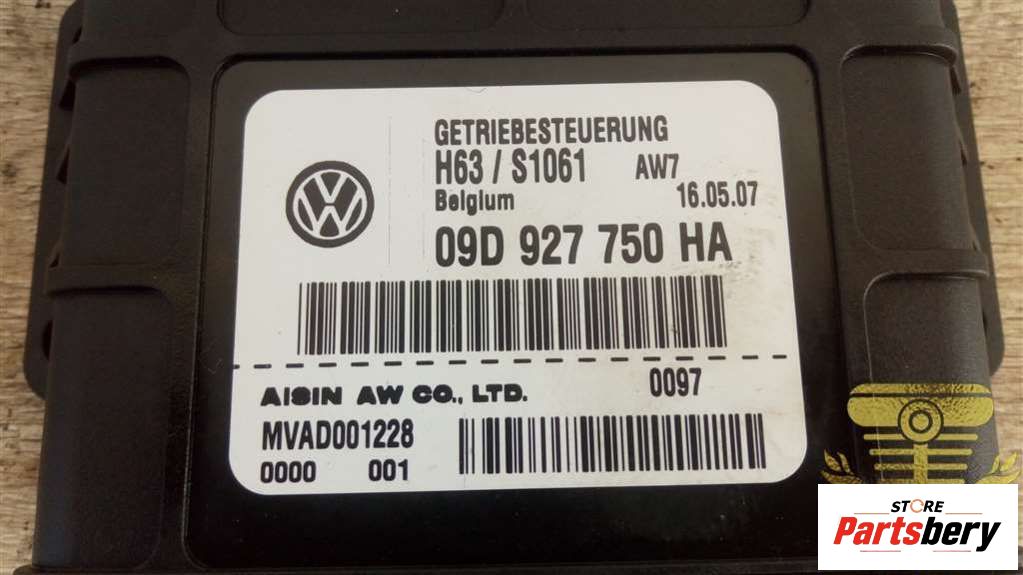 GETRIEBESTEUERUNG
H63 / S1061 AW7
Belgium 16.05.07
09D 927 750 HA
AISIN AW CO., LTD. 0097
MVAD001228
0000 001
STORE
Partsbery